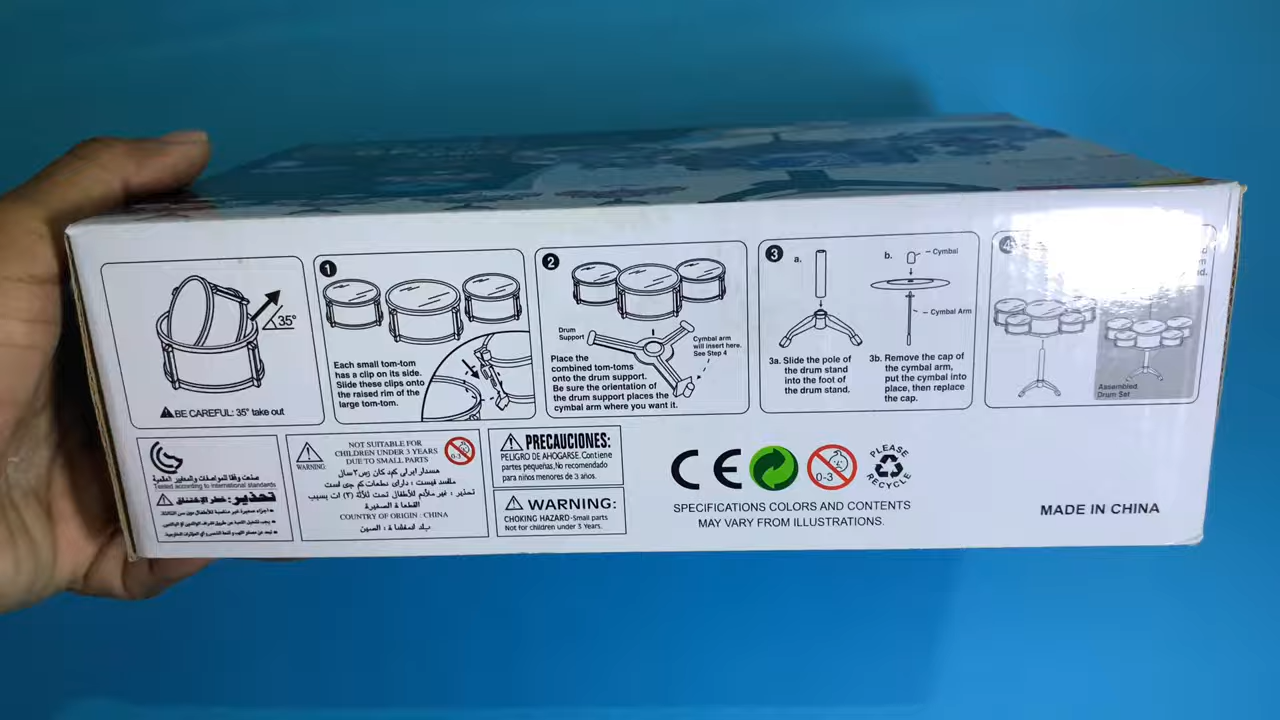 35°
BE CAREFUL: 35° take out
1
Each small tom-tom
has a clip on its side.
Slide these clips onto
the raised rim of the
large tom-tom.
2
Drum
Support
Cymbal arm
will insert here.
See Step 4
Place the
combined tom-toms
onto the drum support.
Be sure the orientation of
the drum support places the
cymbal arm where you want it.
3
a.
3a. Slide the pole of
the drum stand
into the foot of
the drum stand.
b.
Cymbal
Cymbal Arm
3b. Remove the cap of
the cymbal arm,
put the cymbal into
place, then replace
the cap.
4
Assembled
Drum Set
صنعت وفقا للمواصفات والمعايير العالمية
Tested according to international standards
تحذير: خطر الإختناق
WARNING:
NOT SUITABLE FOR
CHILDREN UNDER 3 YEARS
DUE TO SMALL PARTS
0-3
COUNTRY OF ORIGIN : CHINA
PRECAUCIONES:
PELIGRO DE AHOGARSE. Contiene
partes pequeñas,No recomendado
para niños menores de 3 años.
WARNING:
CHOKING HAZARD-Small parts
Not for children under 3 Years.
CE
0-3
PLEASE
RECYCLE
SPECIFICATIONS COLORS AND CONTENTS
MAY VARY FROM ILLUSTRATIONS.
MADE IN CHINA